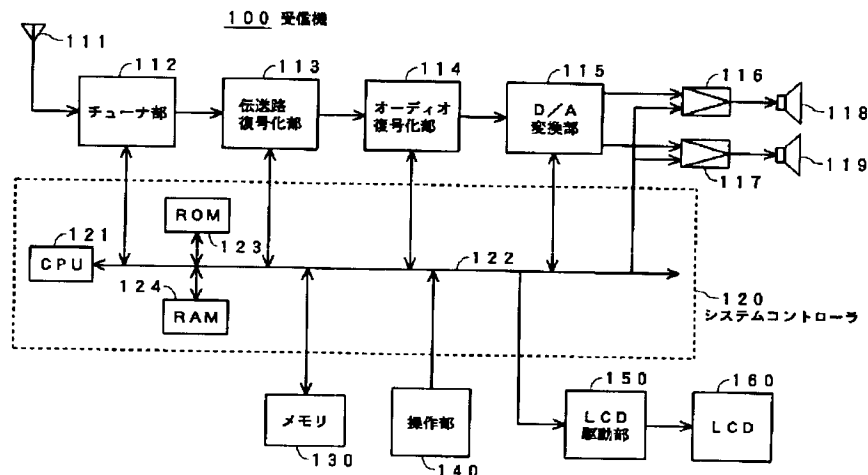 100 受信機
111
112
113
114
115
116
チューナ部
伝送路
復号化部
オーディオ
復号化部
D/A
変換部
118
119
117
121
ROM
123
CPU
122
124
RAM
120
システムコントローラ
メモリ
130
操作部
140
150
LCD
駆動部
160
LCD